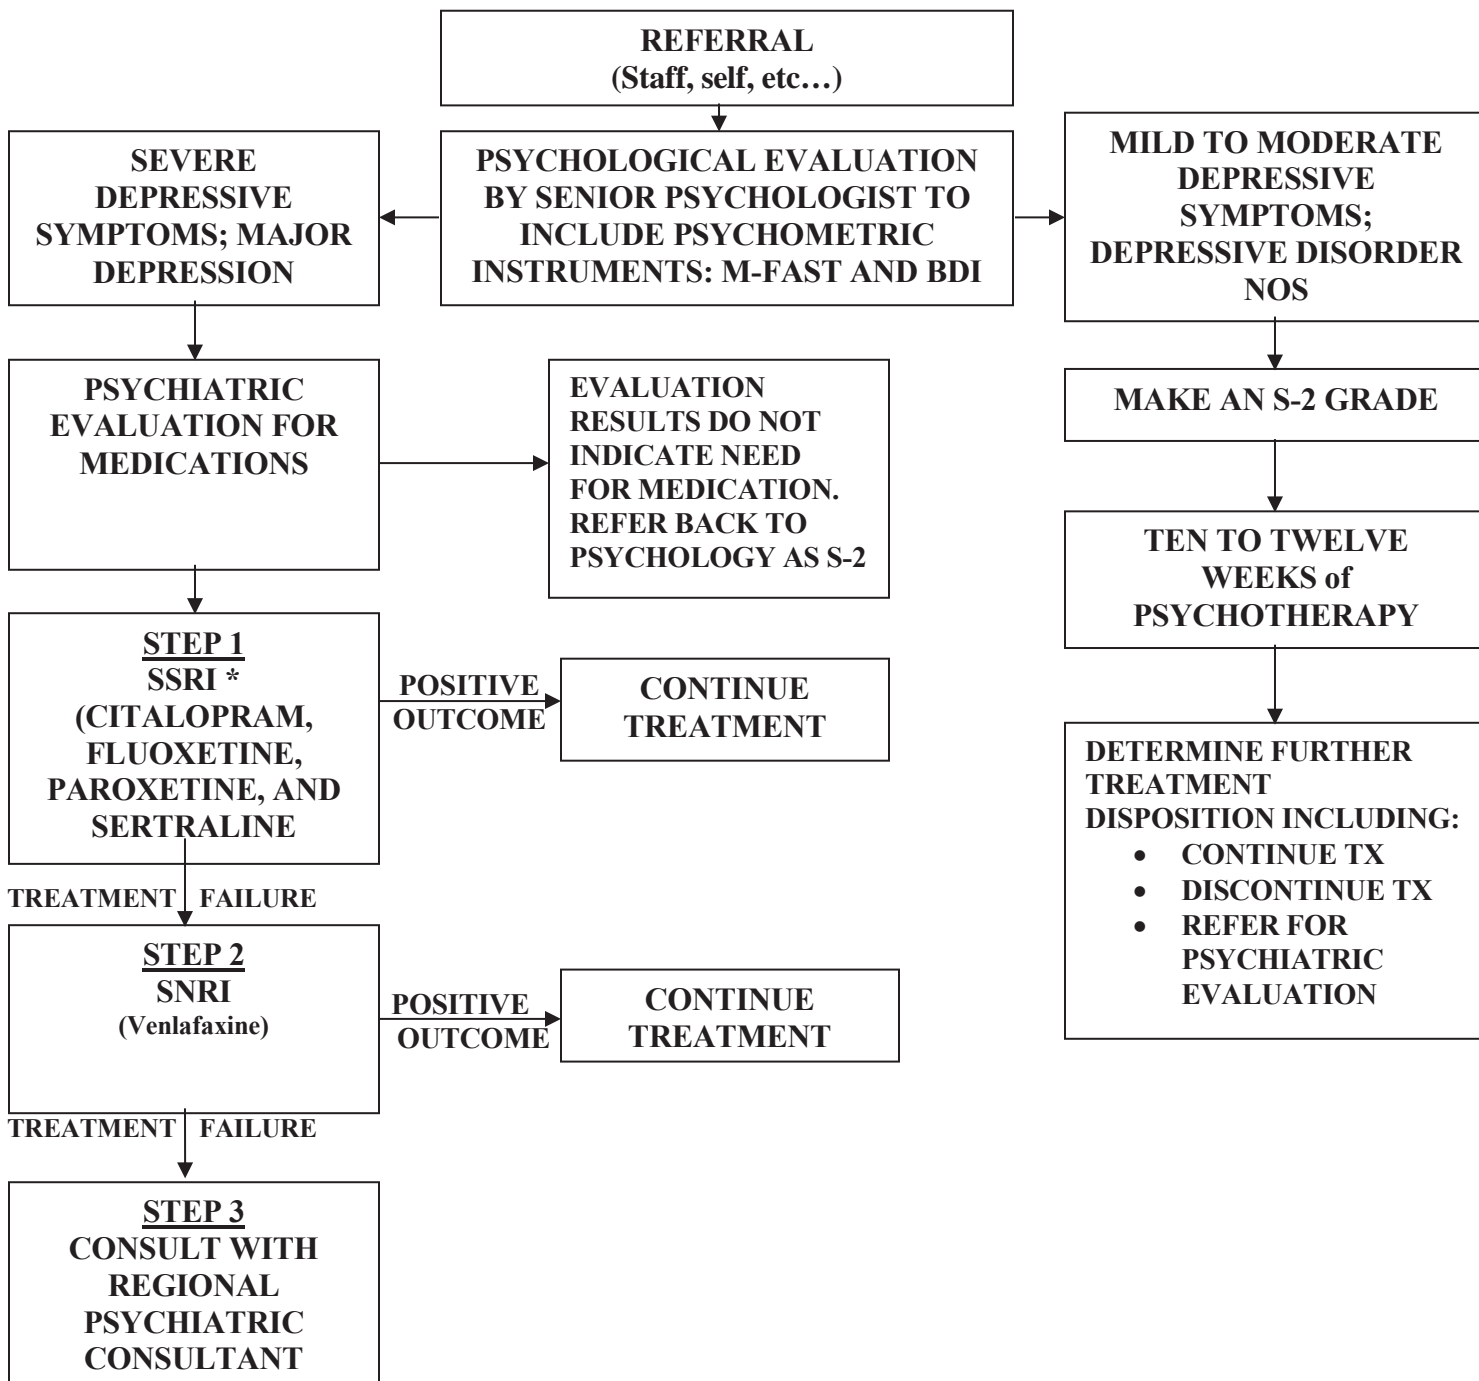 REFERRAL
(Staff, self, etc…)
SEVERE
DEPRESSIVE
SYMPTOMS; MAJOR
DEPRESSION
PSYCHOLOGICAL EVALUATION
BY SENIOR PSYCHOLOGIST TO
INCLUDE PSYCHOMETRIC
INSTRUMENTS: M-FAST AND BDI
MILD TO MODERATE
DEPRESSIVE
SYMPTOMS;
DEPRESSIVE DISORDER
NOS
PSYCHIATRIC
EVALUATION FOR
MEDICATIONS
EVALUATION
RESULTS DO NOT
INDICATE NEED
FOR MEDICATION.
REFER BACK TO
PSYCHOLOGY AS S-2
MAKE AN S-2 GRADE
TEN TO TWELVE
WEEKS of
PSYCHOTHERAPY
STEP 1
SSRI *
(CITALOPRAM,
FLUOXETINE,
PAROXETINE, AND
SERTRALINE
POSITIVE
OUTCOME
CONTINUE
TREATMENT
DETERMINE FURTHER
TREATMENT
DISPOSITION INCLUDING:
• CONTINUE TX
• DISCONTINUE TX
• REFER FOR
PSYCHIATRIC
EVALUATION
TREATMENT FAILURE
STEP 2
SNRI
(Venlafaxine)
POSITIVE
OUTCOME
CONTINUE
TREATMENT
TREATMENT FAILURE
STEP 3
CONSULT WITH
REGIONAL
PSYCHIATRIC
CONSULTANT